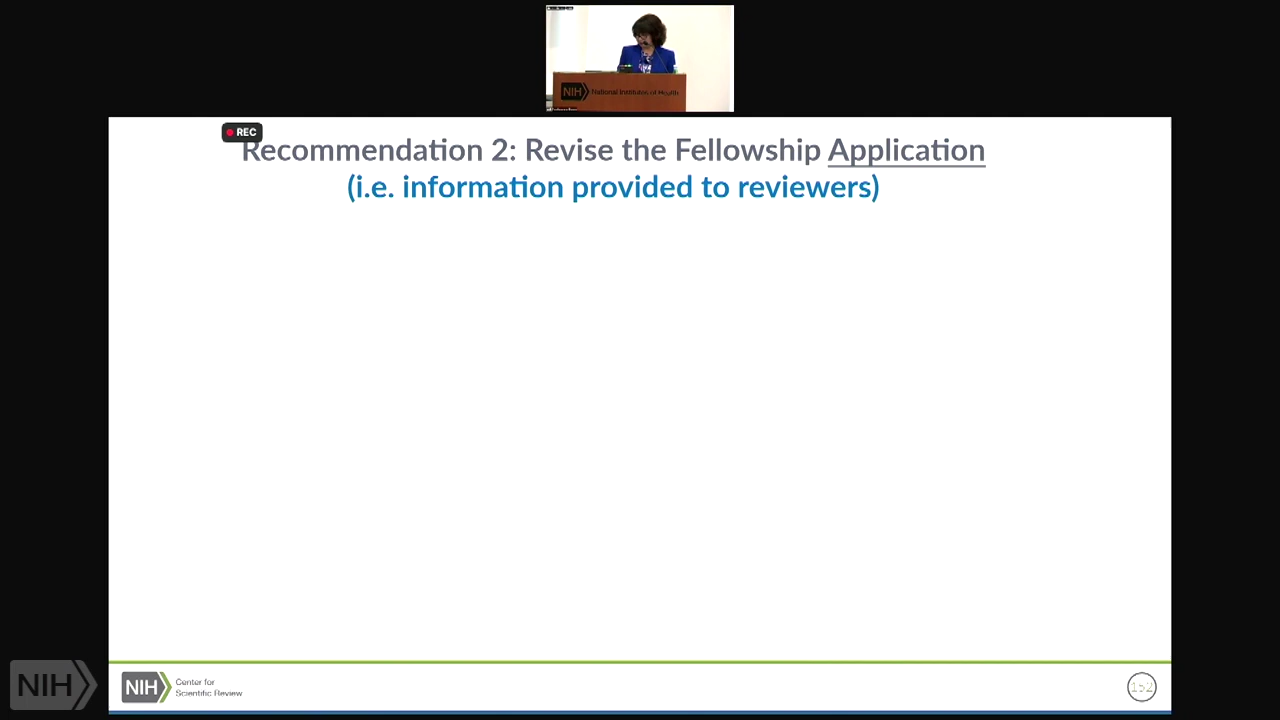 NIH National Institutes of Health
REC
Recommendation 2: Revise the Fellowship Application
(i.e. information provided to reviewers)
NIH
NIH
Center for
Scientific Review
152